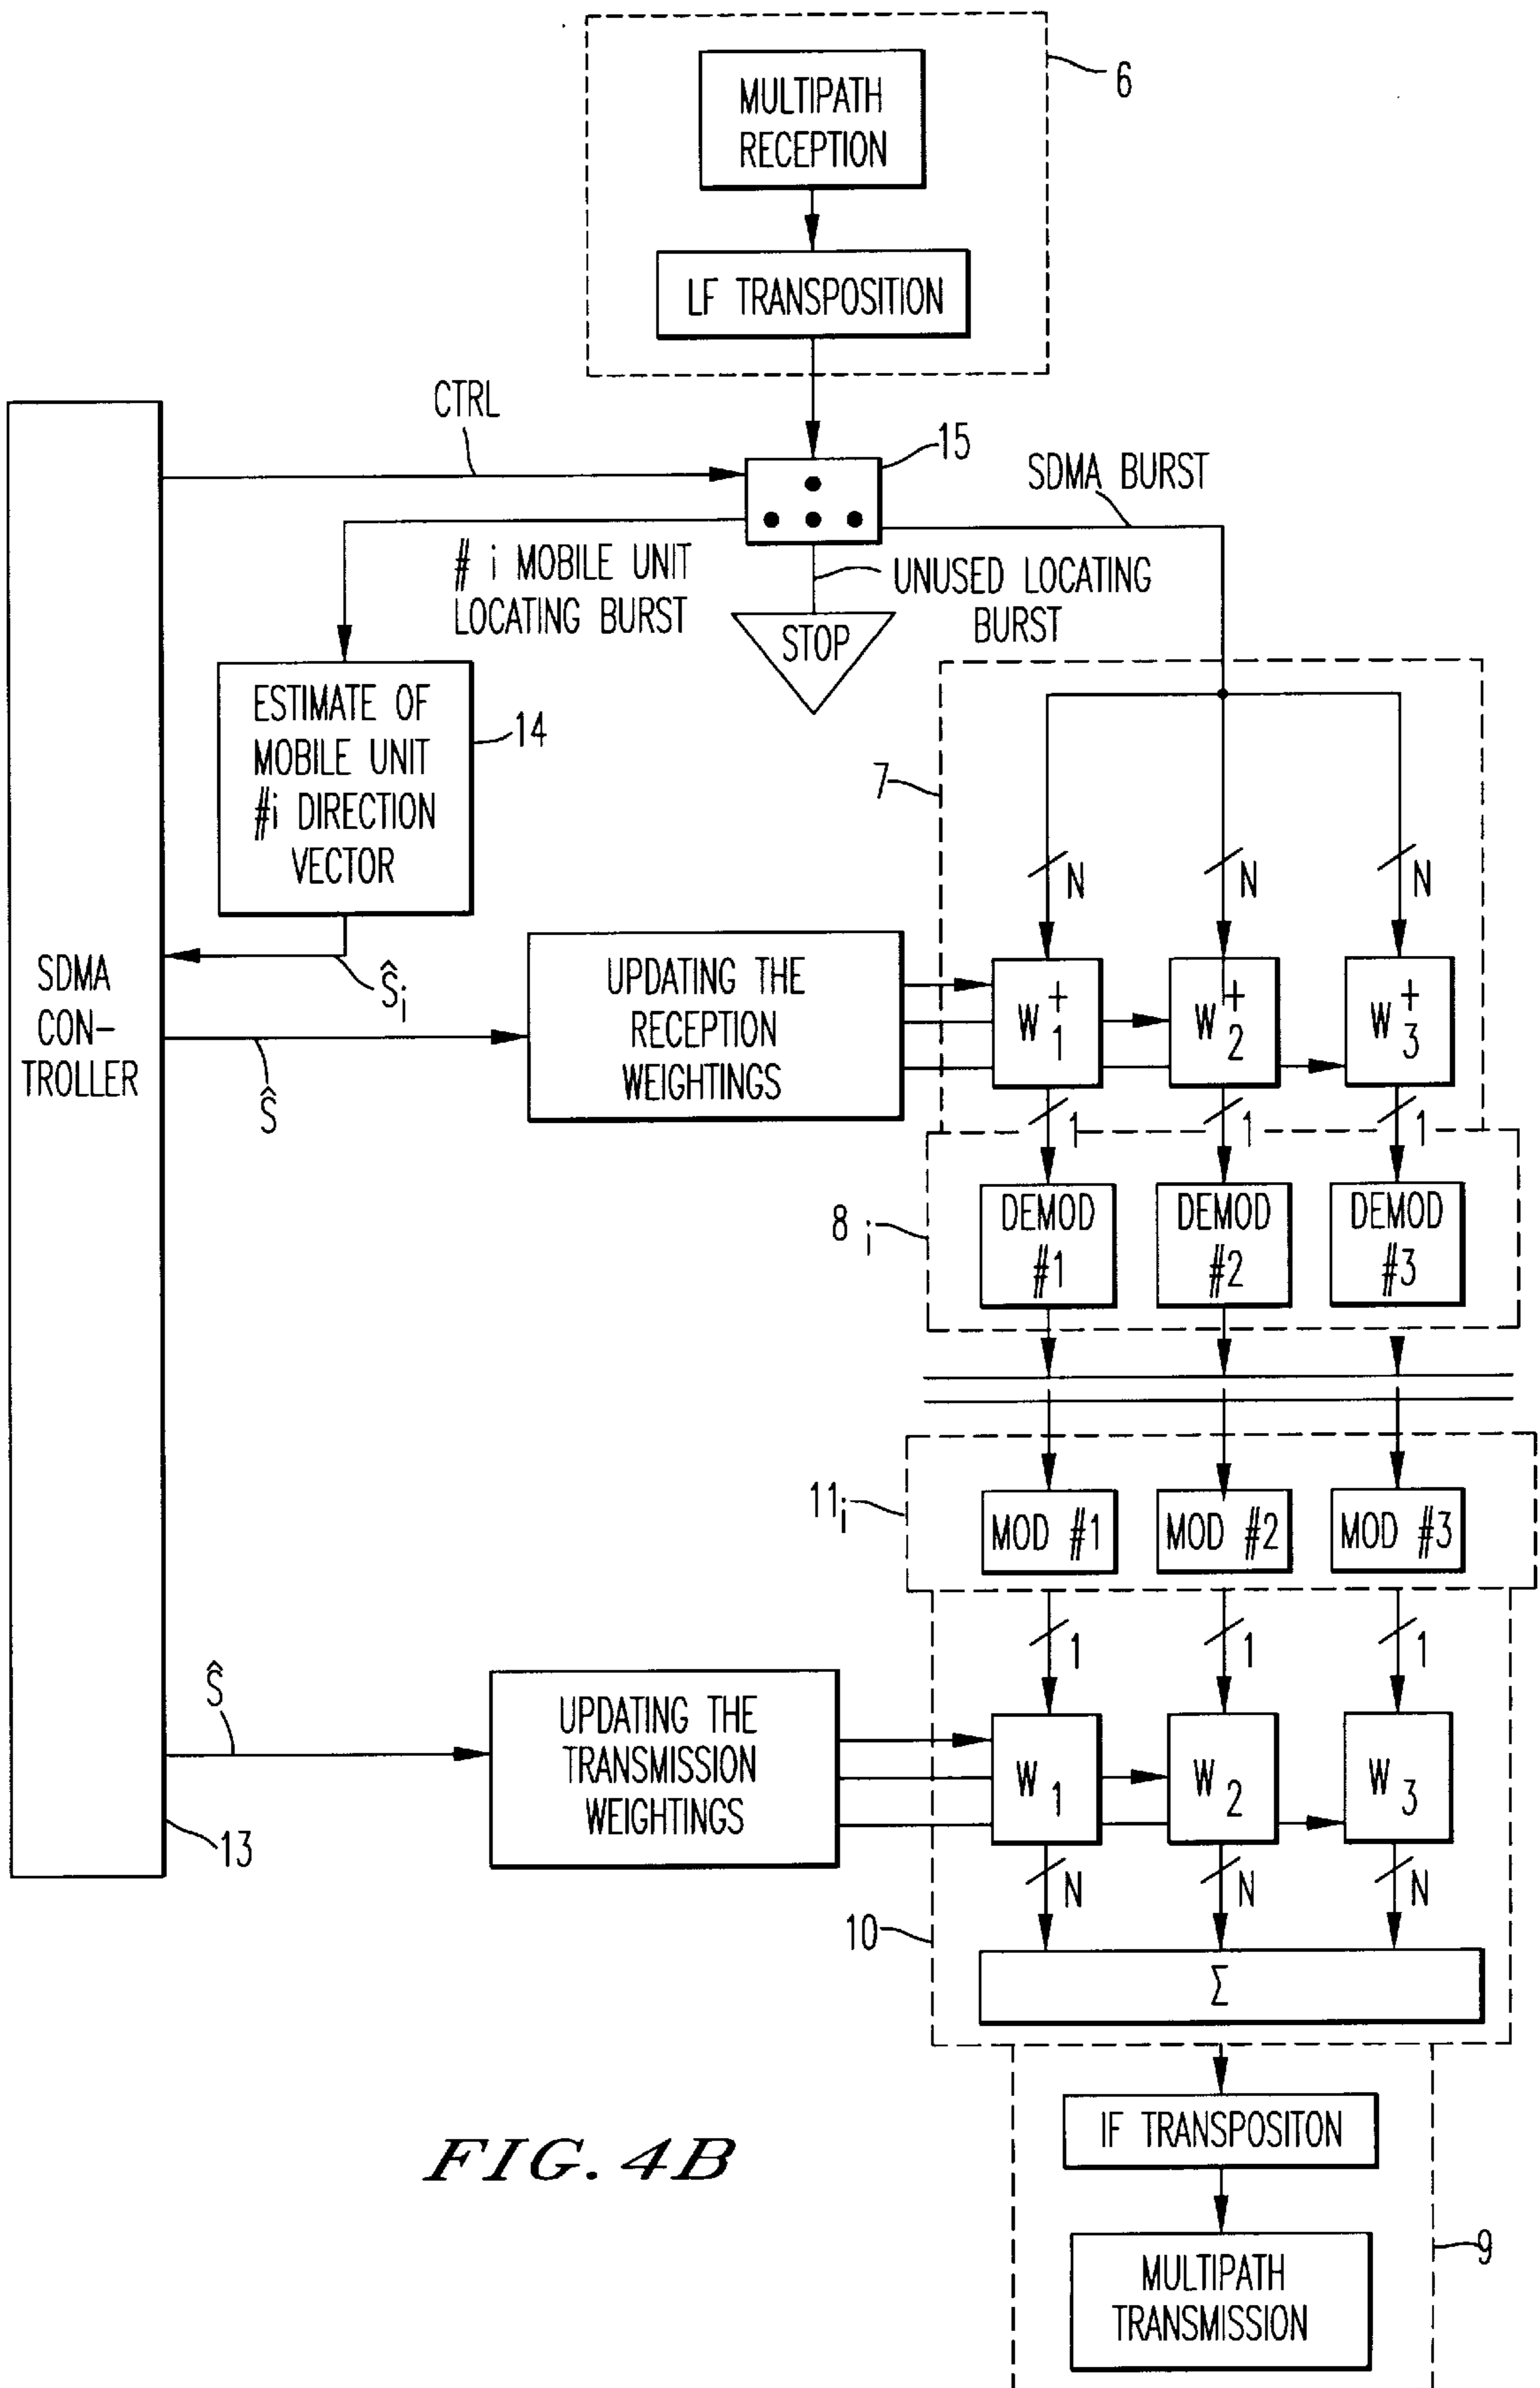 MULTIPATH
RECEPTION
6
LF TRANSPOSITION
CTRL
15
SDMA BURST
# i MOBILE UNIT
LOCATING BURST
UNUSED LOCATING
BURST
STOP
ESTIMATE OF
MOBILE UNIT
#i DIRECTION
VECTOR
14
7
N
N
N
SDMA
CON-
TROLLER
Ŝi
Ŝ
UPDATING THE
RECEPTION
WEIGHTINGS
W1+
W2+
W3+
1
1
1
8i
DEMOD
#1
DEMOD
#2
DEMOD
#3
11i
MOD #1
MOD #2
MOD #3
1
1
1
Ŝ
UPDATING THE
TRANSMISSION
WEIGHTINGS
W1
W2
W3
13
N
N
N
10
Σ
IF TRANSPOSITON
MULTIPATH
TRANSMISSION
9
FIG. 4B